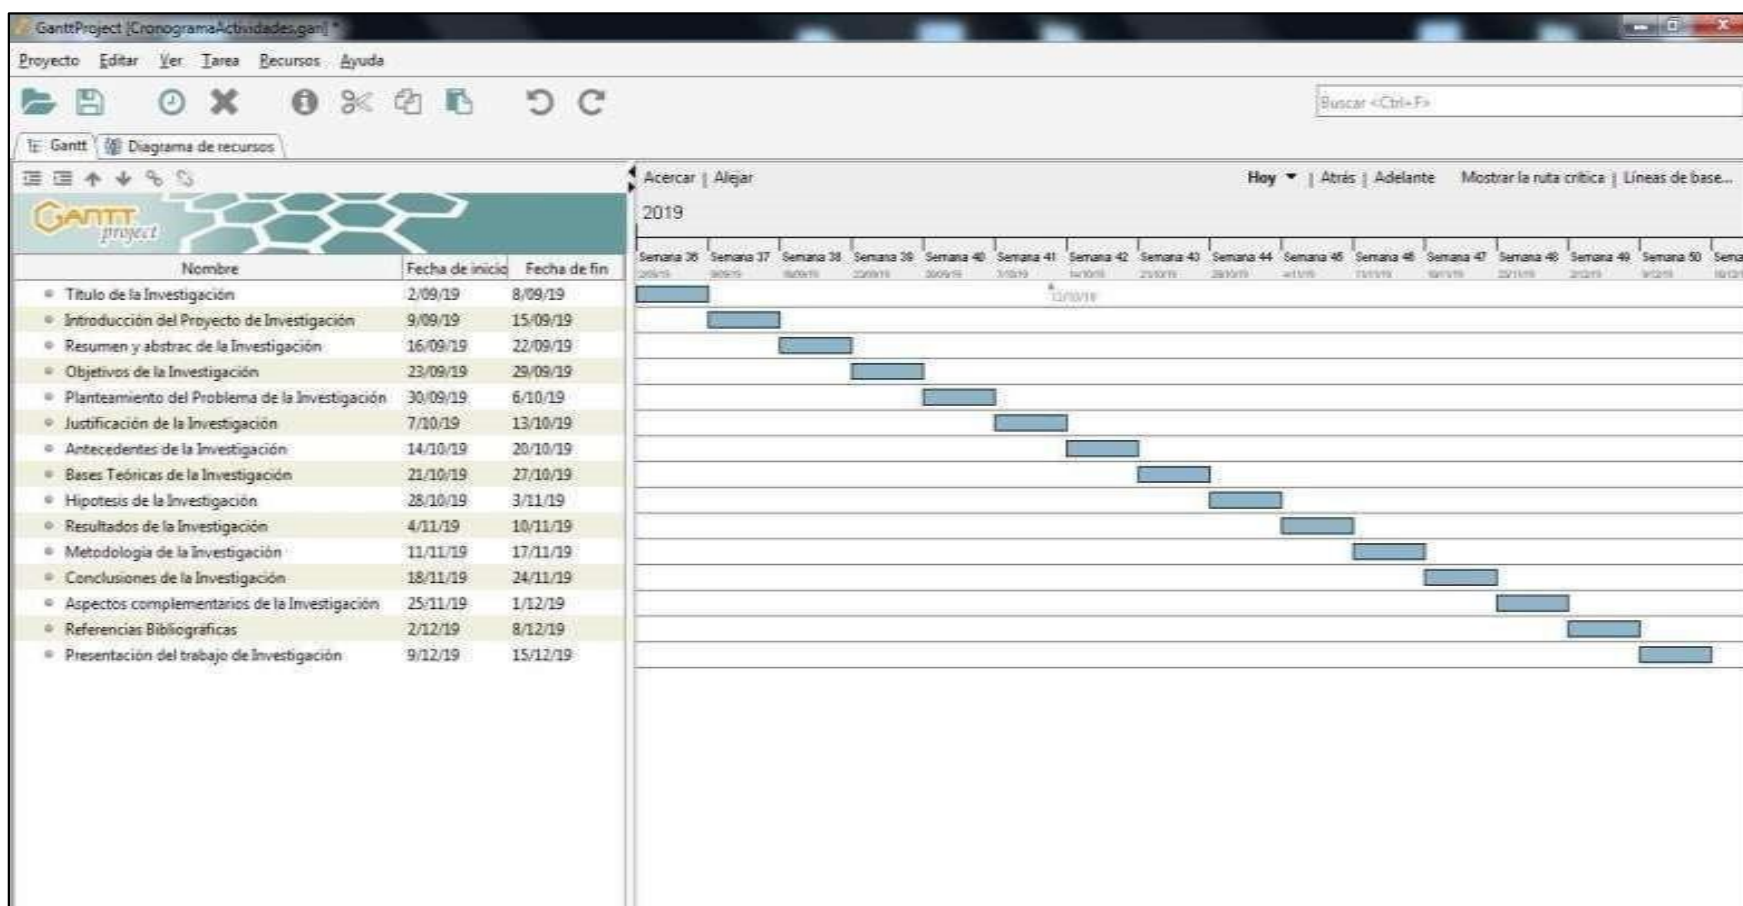 GanttProject [CronogramaActividades.gan] *
Proyecto Editar Ver Tarea Recursos Ayuda
Buscar <Ctrl+F>
Gantt Diagrama de recursos
Acercar | Alejar Hoy | Atrás | Adelante Mostrar la ruta crítica | Líneas de base...
GANTT project
2019
Semana 36 Semana 37 Semana 38 Semana 39 Semana 40 Semana 41 Semana 42 Semana 43 Semana 44 Semana 45 Semana 46 Semana 47 Semana 48 Semana 49 Semana 50 Sema
Nombre Fecha de inicio Fecha de fin
Título de la Investigación 2/09/19 8/09/19
Introducción del Proyecto de Investigación 9/09/19 15/09/19
Resumen y abstrac de la Investigación 16/09/19 22/09/19
Objetivos de la Investigación 23/09/19 29/09/19
Planteamiento del Problema de la Investigación 30/09/19 6/10/19
Justificación de la Investigación 7/10/19 13/10/19
Antecedentes de la Investigación 14/10/19 20/10/19
Bases Teóricas de la Investigación 21/10/19 27/10/19
Hipotesis de la Investigación 28/10/19 3/11/19
Resultados de la Investigación 4/11/19 10/11/19
Metodología de la Investigación 11/11/19 17/11/19
Conclusiones de la Investigación 18/11/19 24/11/19
Aspectos complementarios de la Investigación 25/11/19 1/12/19
Referencias Bibliográficas 2/12/19 8/12/19
Presentación del trabajo de Investigación 9/12/19 15/12/19